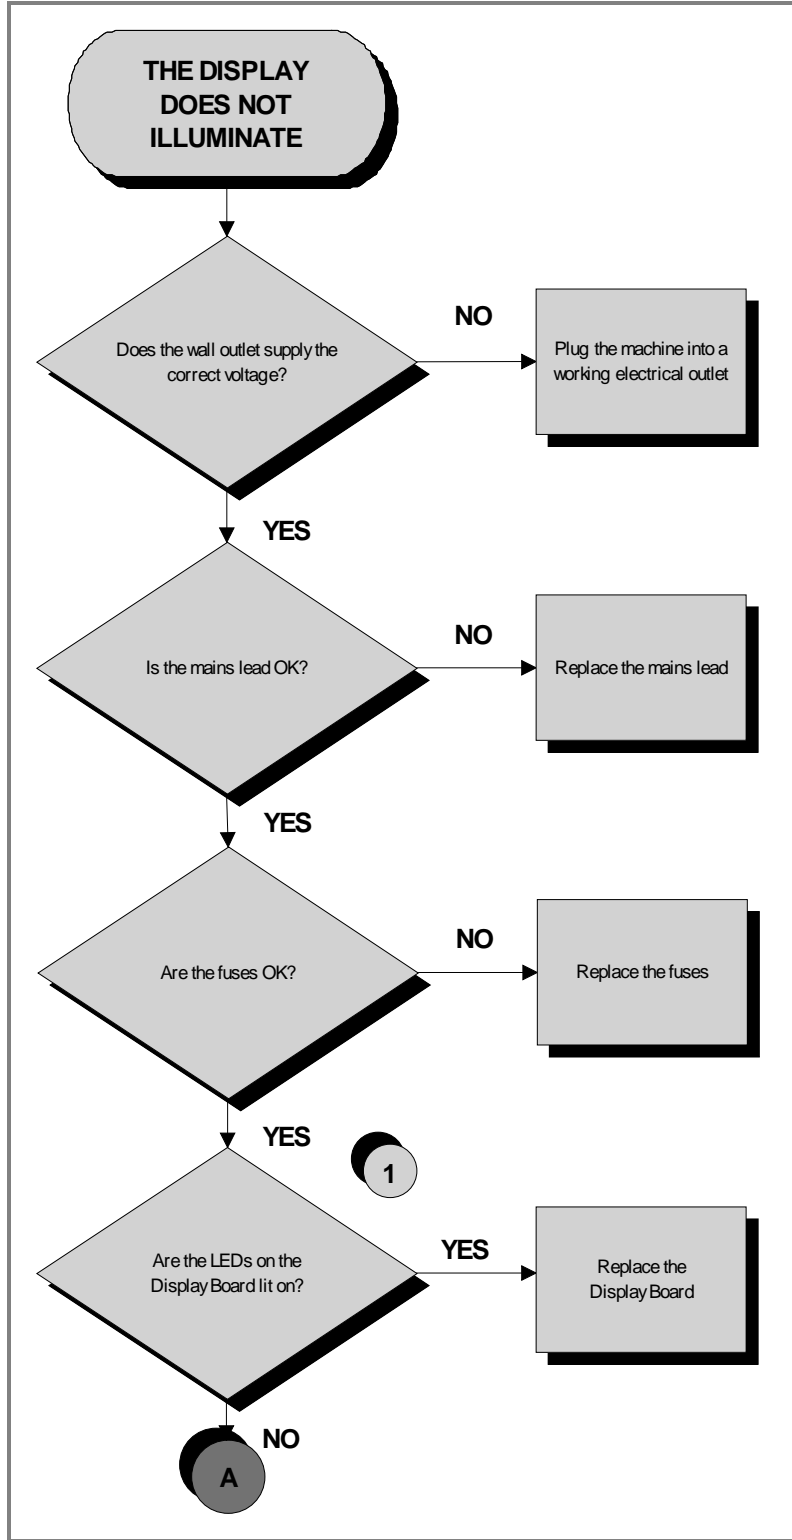 THE DISPLAY
DOES NOT
ILLUMINATE
Does the wall outlet supply the
correct voltage?
NO
Plug the machine into a
working electrical outlet
YES
Is the mains lead OK?
NO
Replace the mains lead
YES
Are the fuses OK?
NO
Replace the fuses
YES
1
Are the LEDs on the
Display Board lit on?
YES
Replace the
Display Board
NO
A